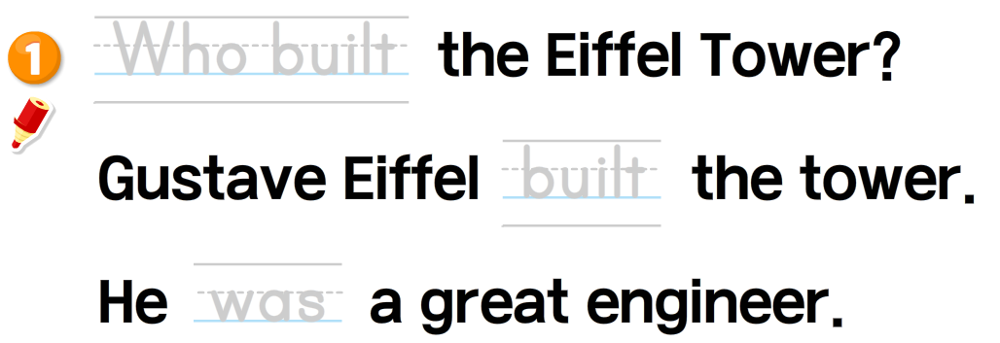 1 Who built the Eiffel Tower?
Gustave Eiffel built the tower.
He was a great engineer.